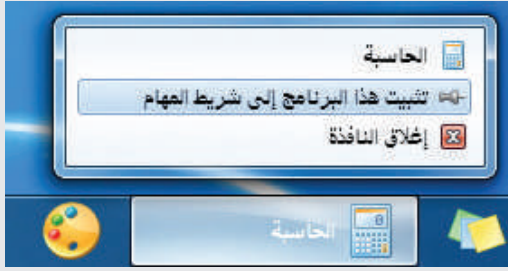 الحاسبة
تثبيت هذا البرنامج إلى شريط المهام
إغلاق النافذة
الحاسبة